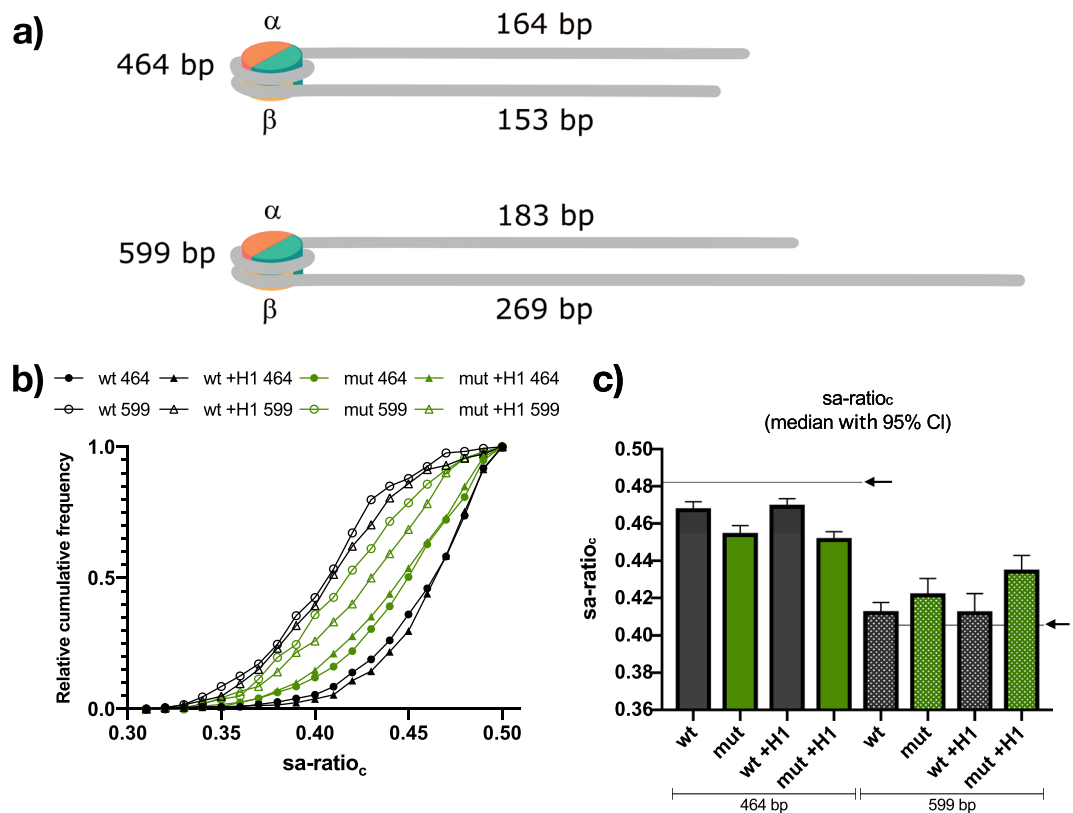 a)
α
164 bp
464 bp
β
153 bp
α
183 bp
599 bp
β
269 bp
b)
wt 464
wt +H1 464
mut 464
mut +H1 464
wt 599
wt +H1 599
mut 599
mut +H1 599
Relative cumulative frequency
1.0
0.5
0.0
0.30
0.35
0.40
0.45
0.50
sa-ratioc
c)
sa-ratioc
(median with 95% CI)
sa-ratioc
0.50
0.48
0.46
0.44
0.42
0.40
0.38
0.36
wt
mut
wt +H1
mut +H1
wt
mut
wt +H1
mut +H1
464 bp
599 bp